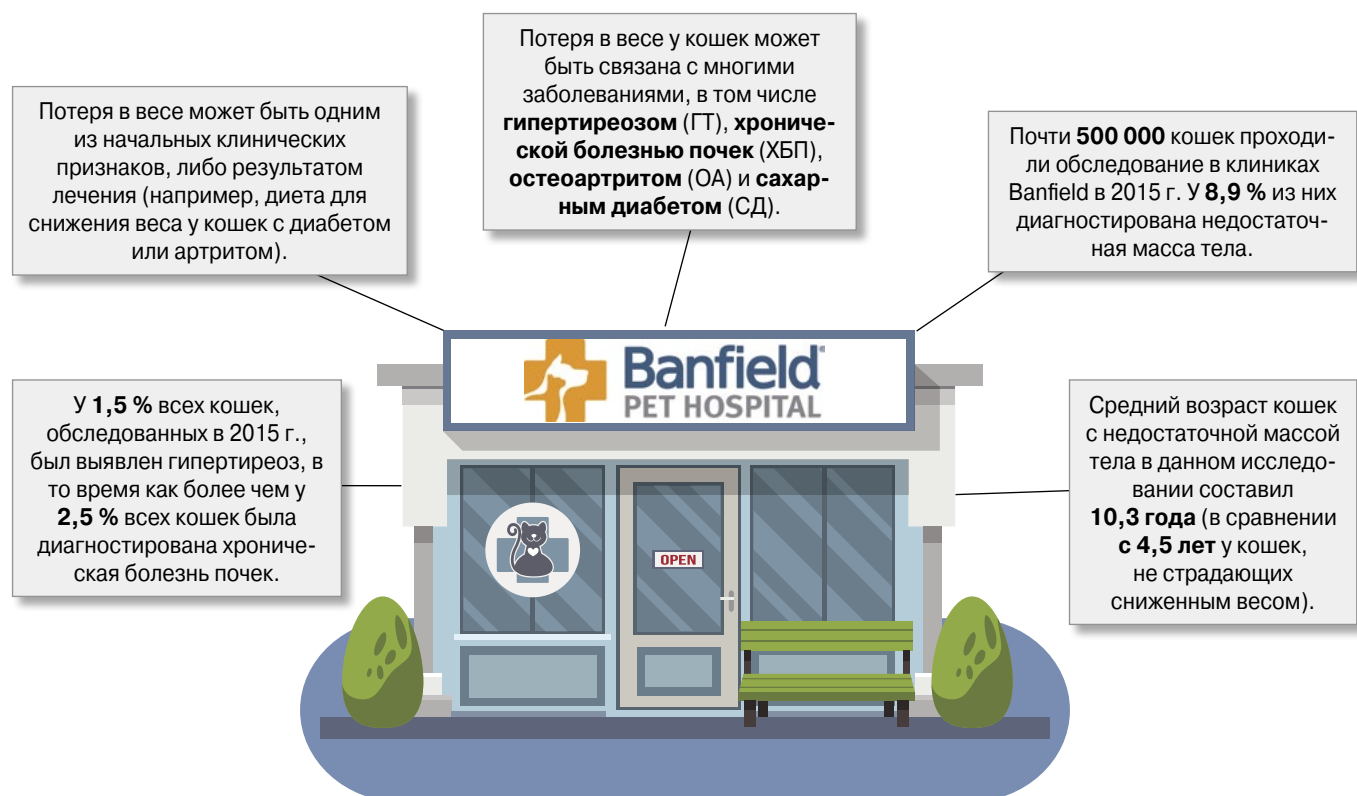 Потеря в весе у кошек может
быть связана с многими
заболеваниями, в том числе
гипертиреозом (ГТ), хрониче-
ской болезнью почек (ХБП),
остеоартритом (ОА) и сахар-
ным диабетом (СД).
Потеря в весе может быть одним
из начальных клинических
признаков, либо результатом
лечения (например, диета для
снижения веса у кошек с диабетом
или артритом).
Почти 500 000 кошек проходи-
ли обследование в клиниках
Banfield в 2015 г. У 8,9 % из них
диагностирована недостаточ-
ная масса тела.
Banfield®
PET HOSPITAL
У 1,5 % всех кошек,
обследованных в 2015 г.,
был выявлен гипертиреоз, в
то время как более чем у
2,5 % всех кошек была
диагностирована хрониче-
ская болезнь почек.
OPEN
Средний возраст кошек
с недостаточной массой
тела в данном исследо-
вании составил
10,3 года (в сравнении
с 4,5 лет у кошек,
не страдающих
сниженным весом).